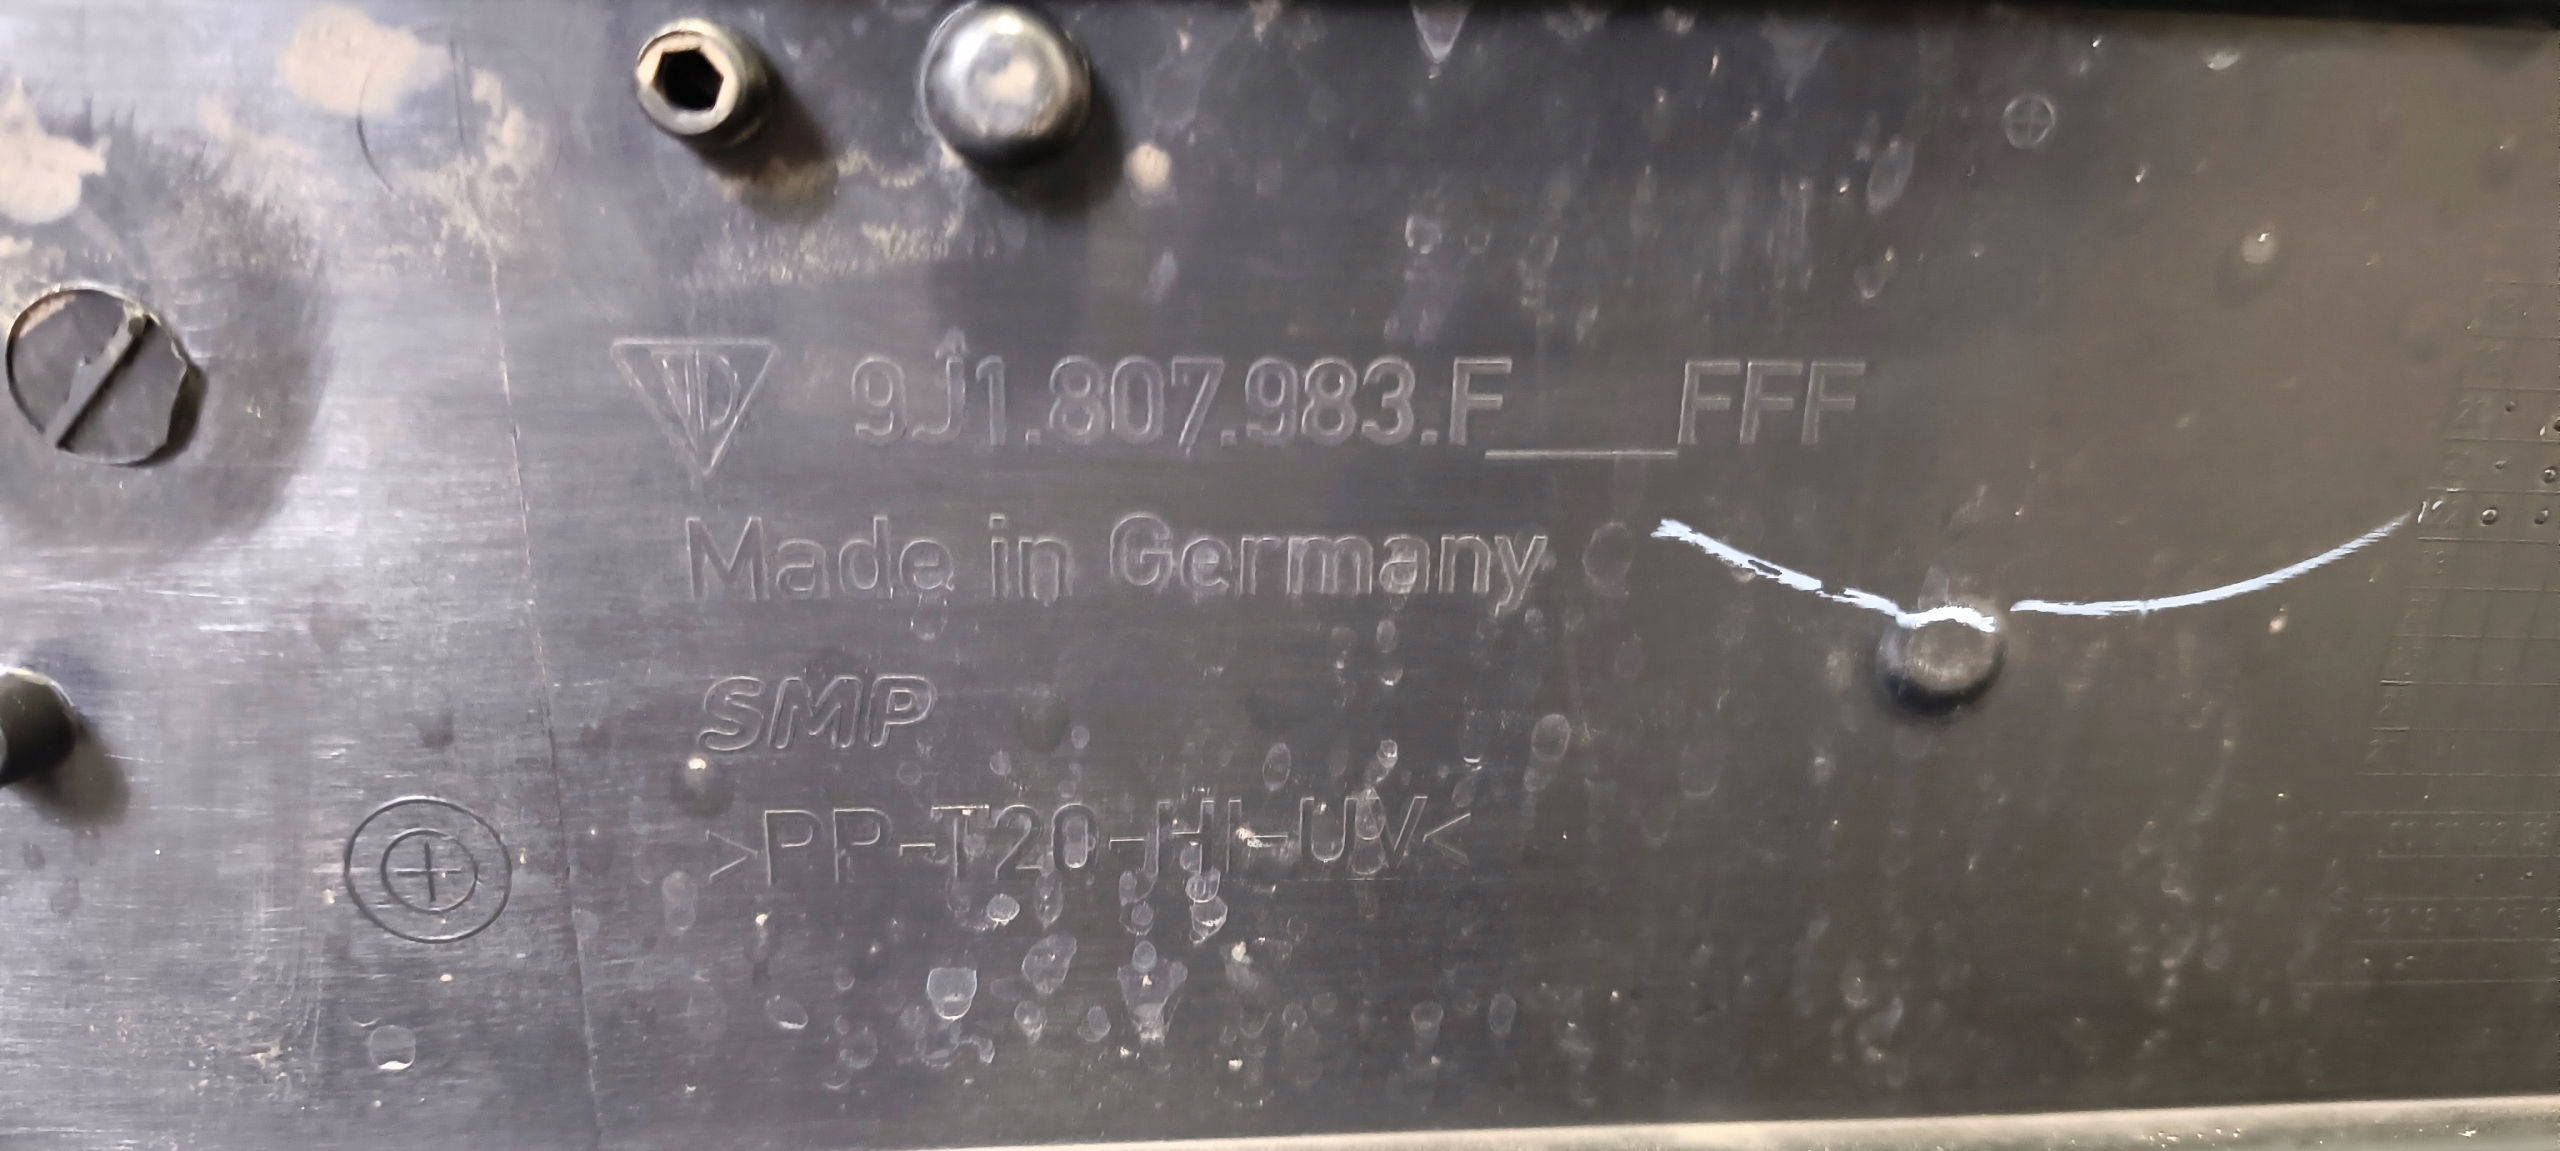 9J1.807.983.F___FFF
Made in Germany
SMP
>PP-T20-HI-UV<